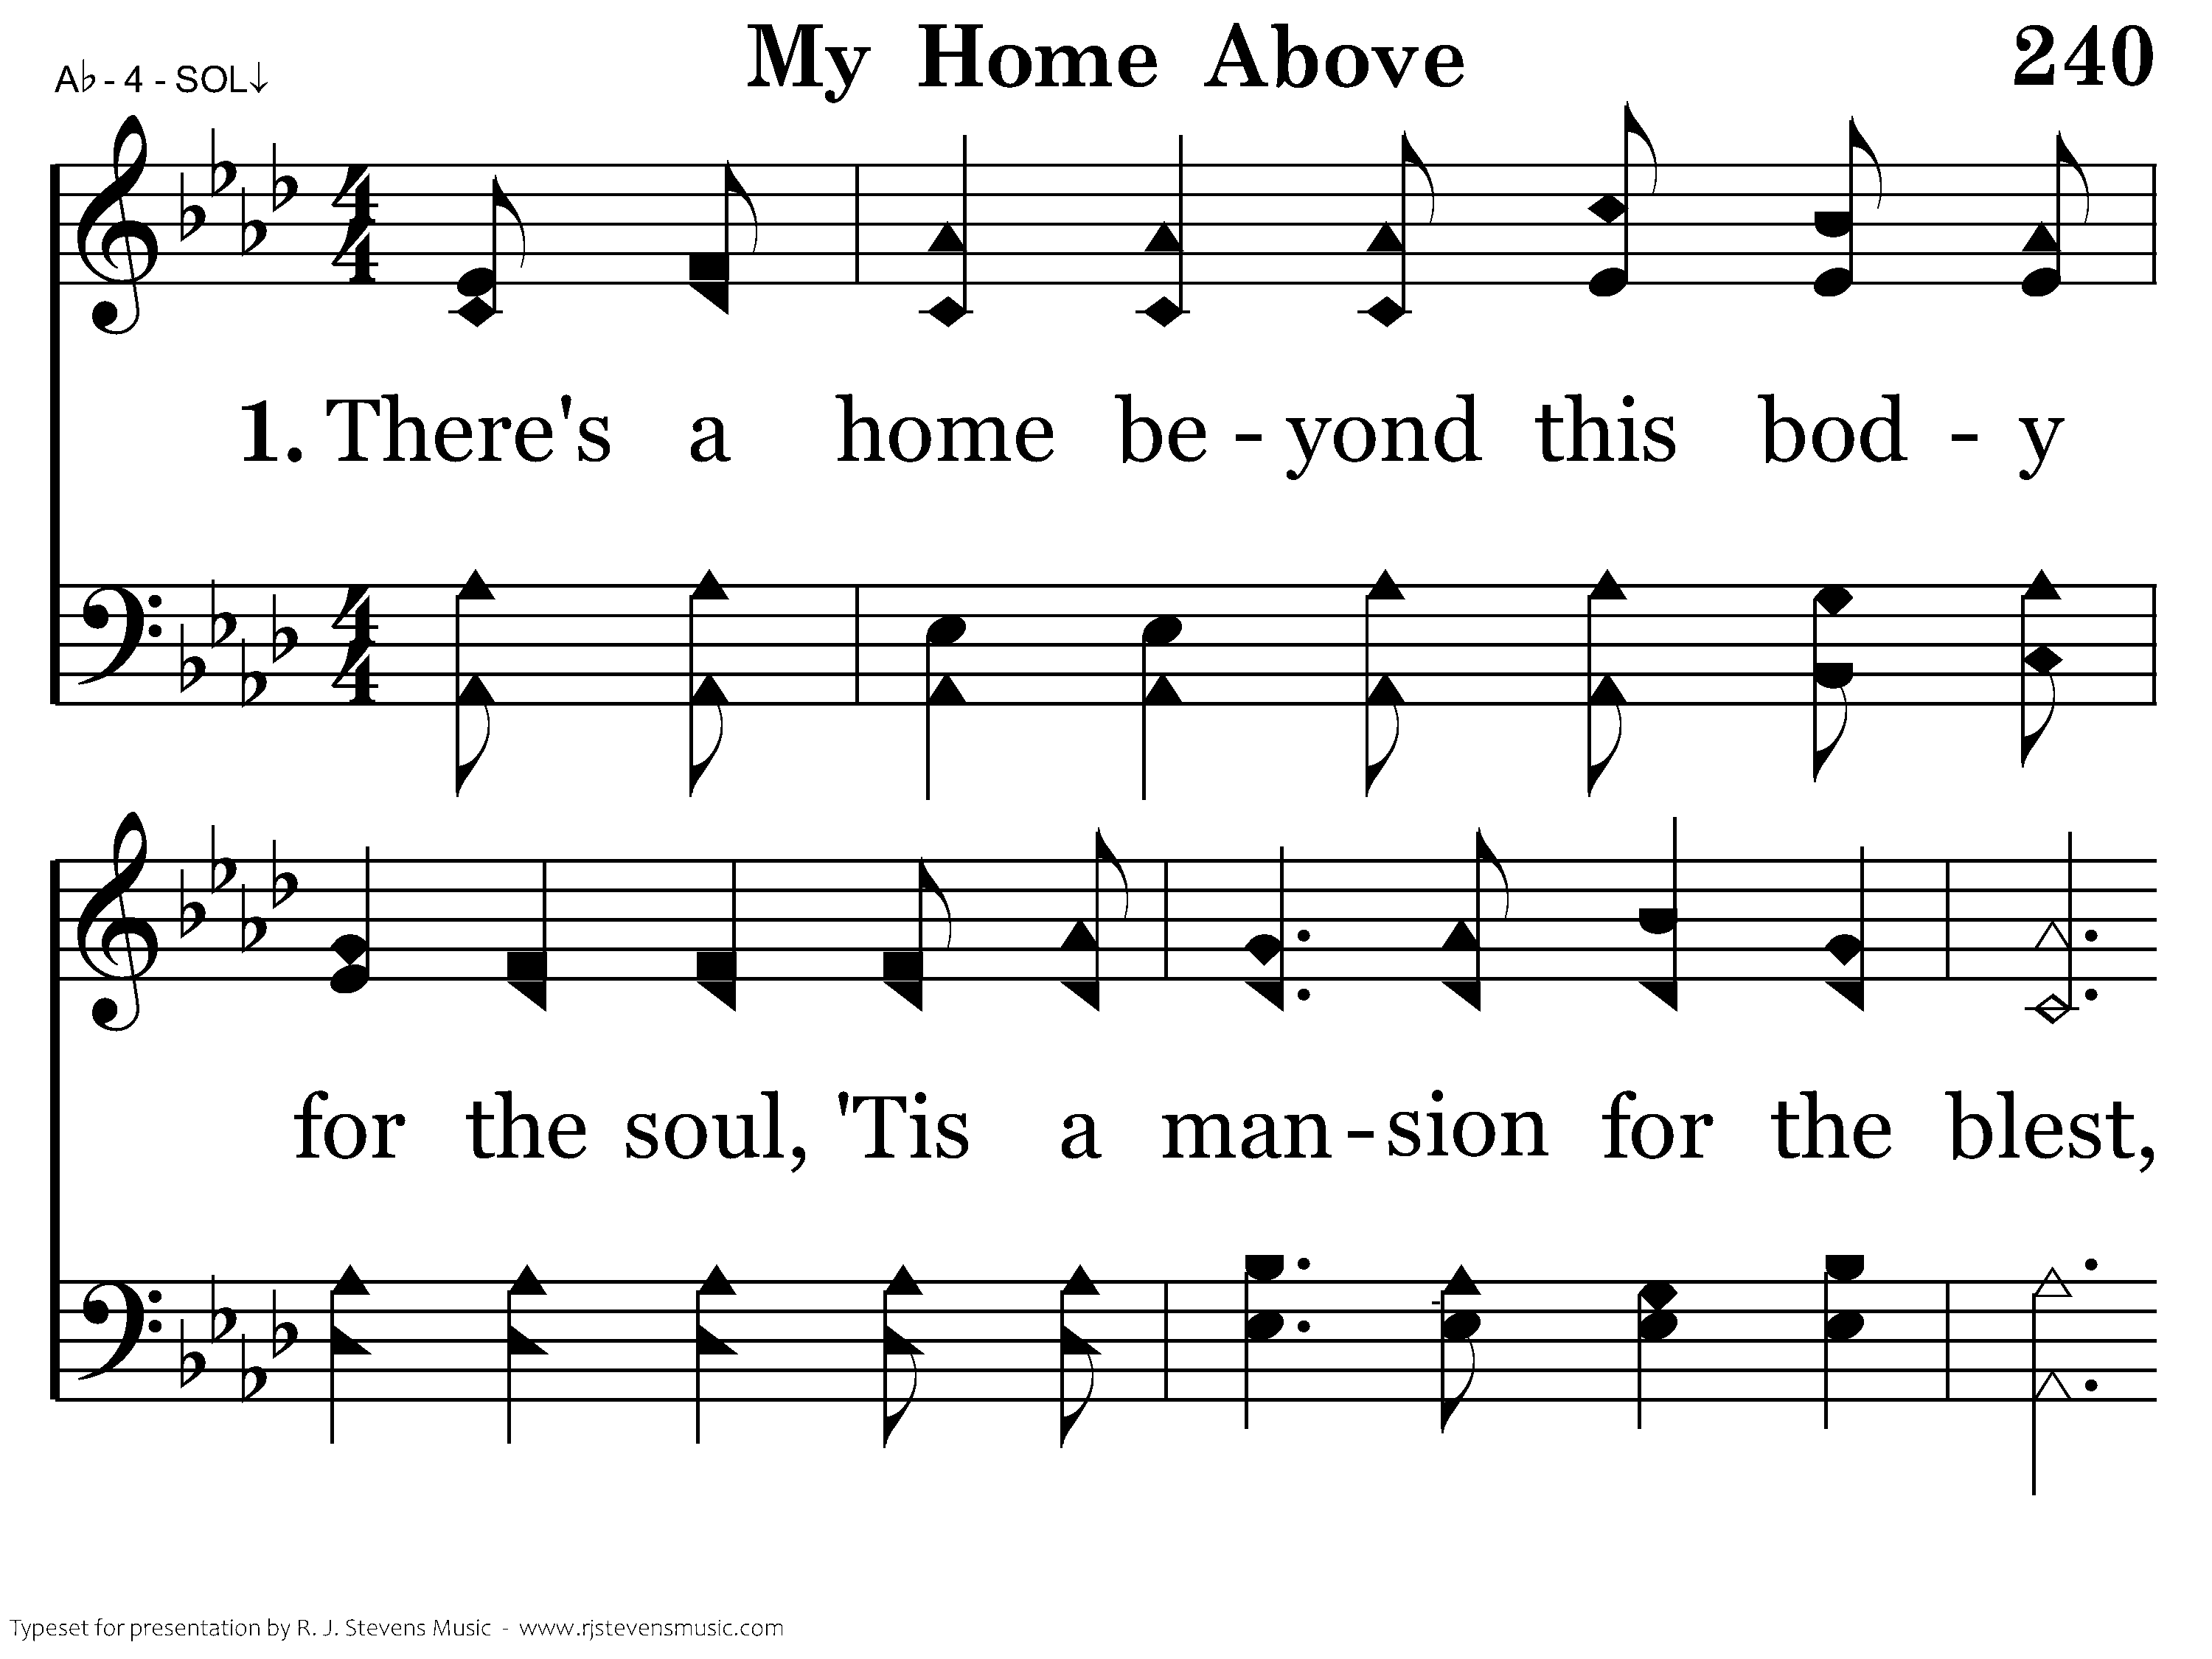 My Home Above 240
A♭ - 4 - SOL↓
1. There's a home be - yond this bod - y
for the soul, 'Tis a man - sion for the blest,
Typeset for presentation by R. J. Stevens Music - www.rjstevensmusic.com